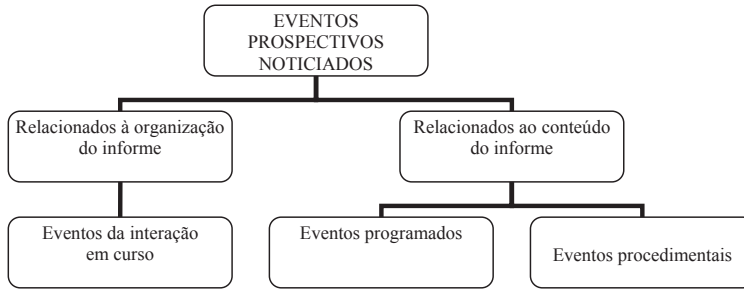 EVENTOS
PROSPECTIVOS
NOTICIADOS
Relacionados à organização
do informe
Relacionados ao conteúdo
do informe
Eventos da interação
em curso
Eventos programados
Eventos procedimentais